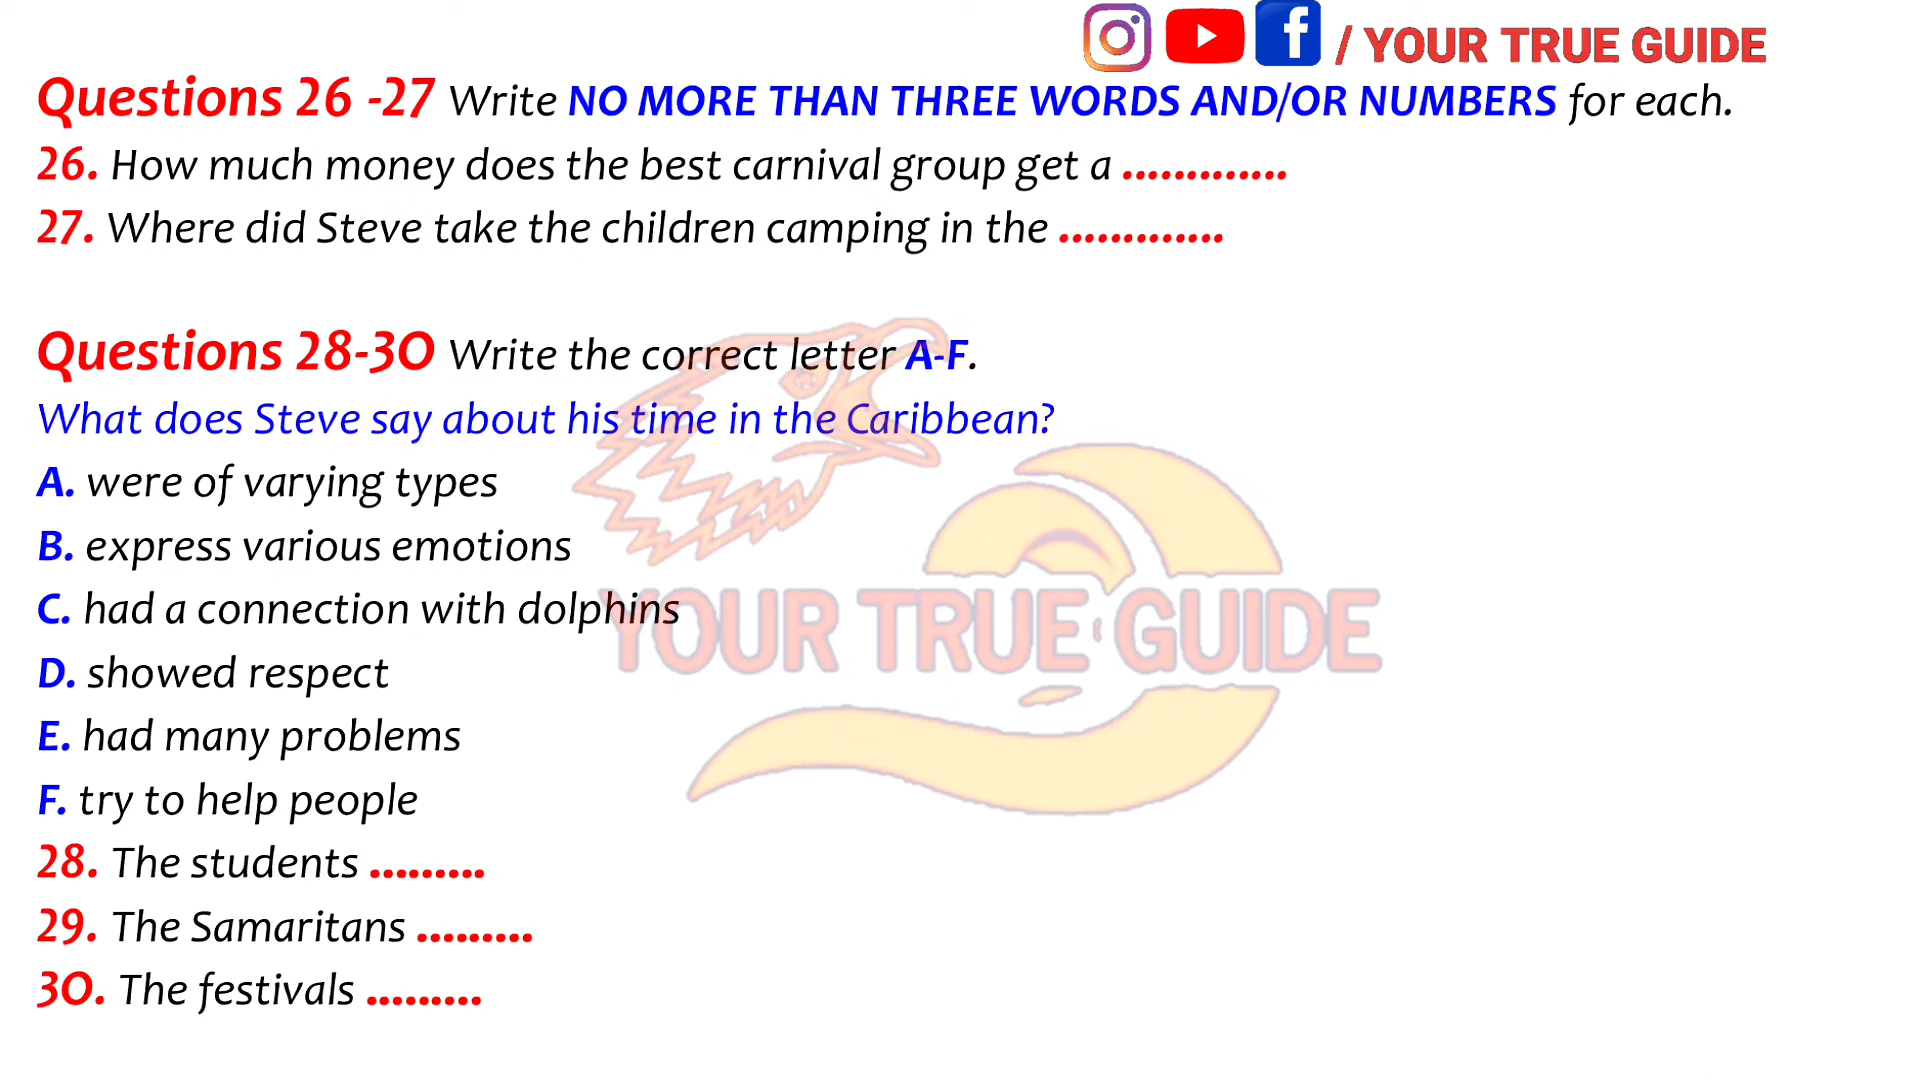 / YOUR TRUE GUIDE
Questions 26 -27 Write NO MORE THAN THREE WORDS AND/OR NUMBERS for each.
26. How much money does the best carnival group get a .............
27. Where did Steve take the children camping in the .............
Questions 28-30 Write the correct letter A-F.
What does Steve say about his time in the Caribbean?
A. were of varying types
B. express various emotions
C. had a connection with dolphins
YOUR TRUE GUIDE
D. showed respect
E. had many problems
F. try to help people
28. The students .........
29. The Samaritans .........
30. The festivals .........